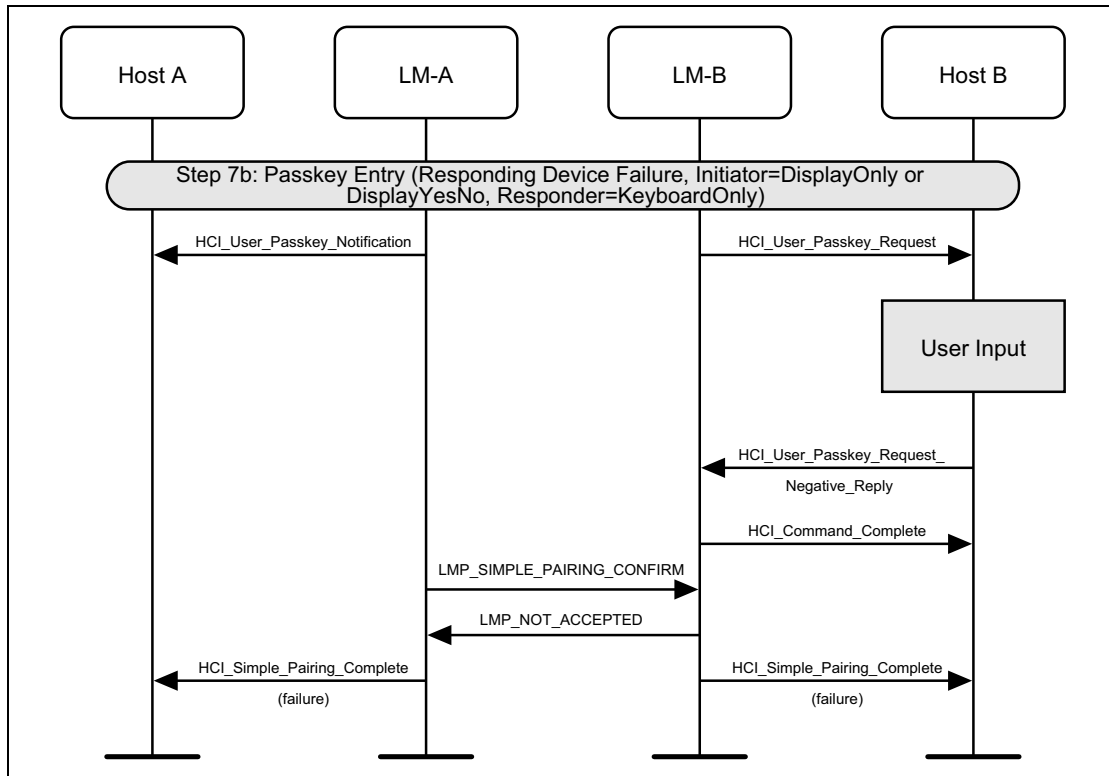 Host A
LM-A
LM-B
Host B
Step 7b: Passkey Entry (Responding Device Failure, Initiator=DisplayOnly or
DisplayYesNo, Responder=KeyboardOnly)
HCI_User_Passkey_Notification
HCI_User_Passkey_Request
User Input
HCI_User_Passkey_Request_
Negative_Reply
HCI_Command_Complete
LMP_SIMPLE_PAIRING_CONFIRM
LMP_NOT_ACCEPTED
HCI_Simple_Pairing_Complete
(failure)
HCI_Simple_Pairing_Complete
(failure)